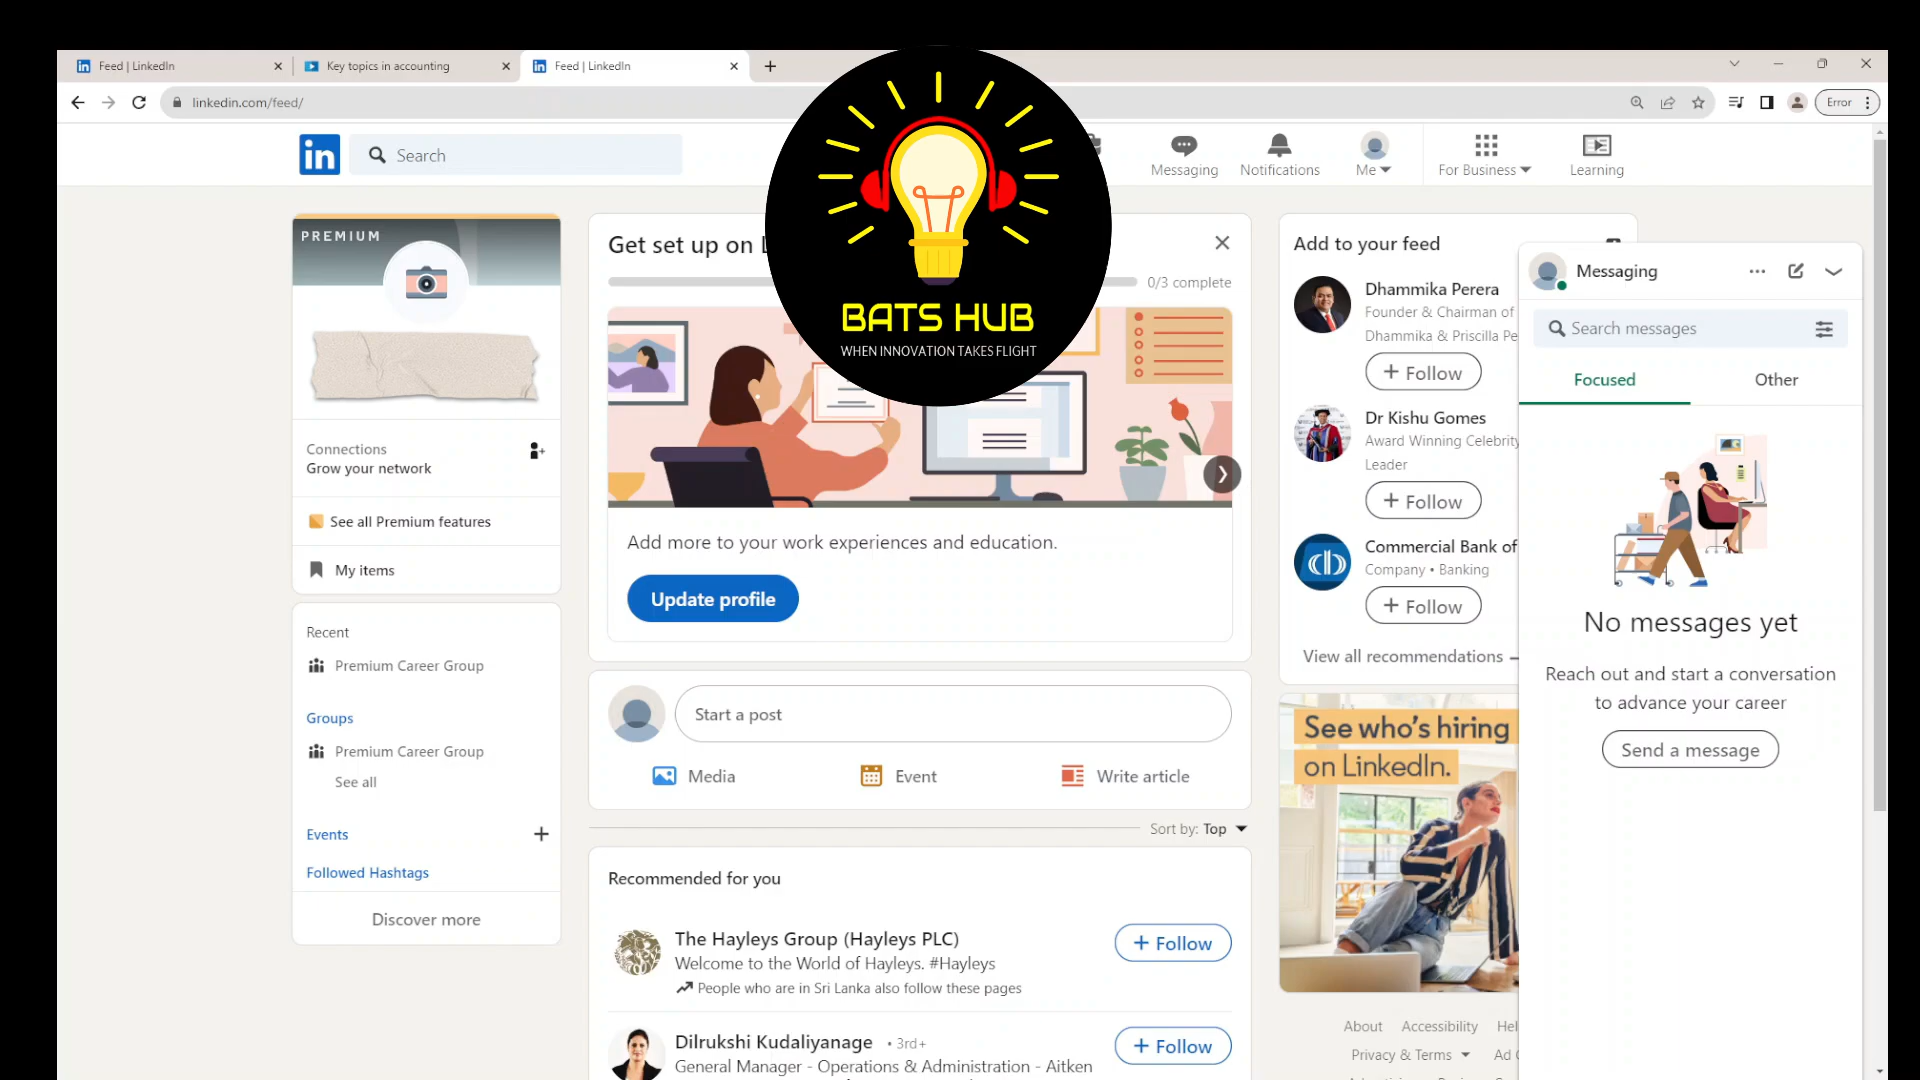 Feed | LinkedIn
Key topics in accounting
Feed | LinkedIn
linkedin.com/feed/
Error
in
Search
Messaging
Notifications
Me
For Business
Learning
BATS HUB
WHEN INNOVATION TAKES FLIGHT
PREMIUM
Connections
Grow your network
See all Premium features
My items
Recent
Premium Career Group
Groups
Premium Career Group
See all
Events
Followed Hashtags
Discover more
Get set up on
0/3 complete
Add more to your work experiences and education.
Update profile
Start a post
Media
Event
Write article
Sort by: Top
Recommended for you
The Hayleys Group (Hayleys PLC)
Welcome to the World of Hayleys. #Hayleys
People who are in Sri Lanka also follow these pages
+ Follow
Dilrukshi Kudaliyanage • 3rd+
General Manager - Operations & Administration - Aitken
+ Follow
Add to your feed
Dhammika Perera
Founder & Chairman of
Dhammika & Priscilla Pe
+ Follow
Dr Kishu Gomes
Award Winning Celebrity
Leader
+ Follow
Commercial Bank of
Company • Banking
+ Follow
View all recommendations
See who's hiring
on LinkedIn.
About Accessibility Hel
Privacy & Terms Ad
Messaging
Search messages
Focused
Other
No messages yet
Reach out and start a conversation
to advance your career
Send a message